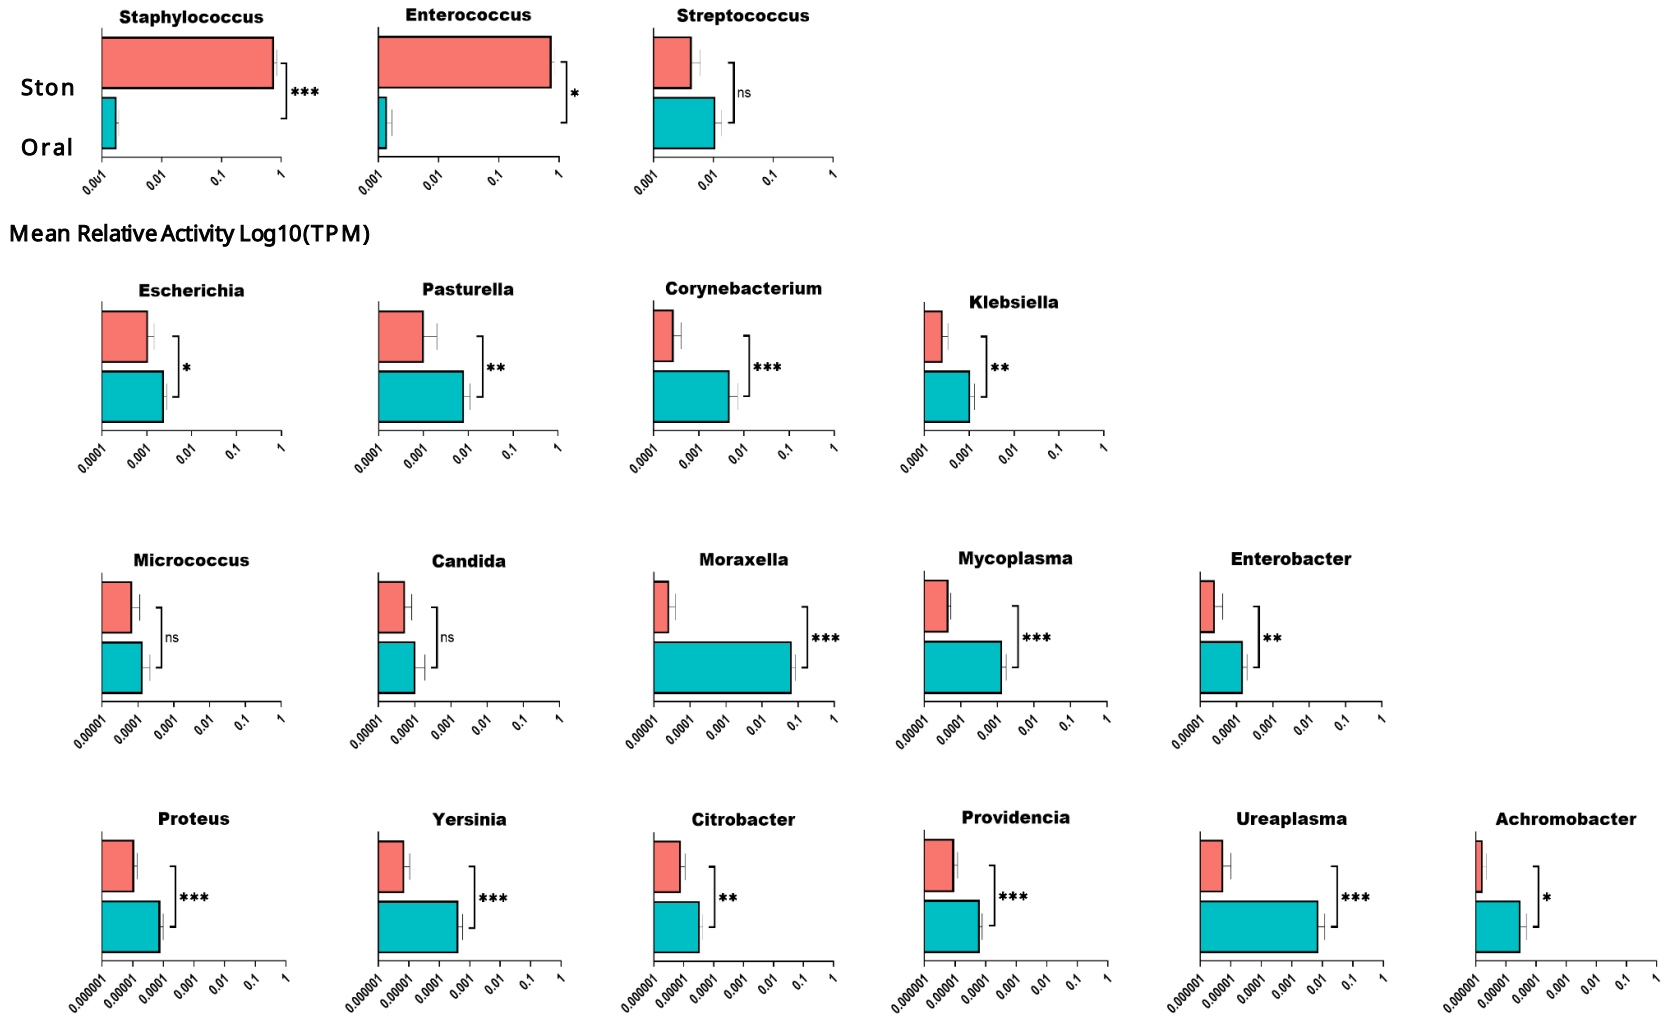 Staphylococcus Enterococcus Streptococcus
Ston *** * ns
Oral
0.001 0.01 0.1 1 0.001 0.01 0.1 1 0.001 0.01 0.1 1
Mean Relative Activity Log10(TPM)
Escherichia Pasturella Corynebacterium Klebsiella
* ** *** **
0.0001 0.001 0.01 0.1 1 0.0001 0.001 0.01 0.1 1 0.0001 0.001 0.01 0.1 1 0.0001 0.001 0.01 0.1 1
Micrococcus Candida Moraxella Mycoplasma Enterobacter
ns ns *** *** **
0.00001 0.0001 0.001 0.01 0.1 1 0.00001 0.0001 0.001 0.01 0.1 1 0.00001 0.0001 0.001 0.01 0.1 1 0.00001 0.0001 0.001 0.01 0.1 1 0.00001 0.0001 0.001 0.01 0.1 1
Proteus Yersinia Citrobacter Providencia Ureaplasma Achromobacter
*** *** ** *** *** *
0.000001 0.00001 0.0001 0.001 0.01 0.1 1 0.000001 0.00001 0.0001 0.001 0.01 0.1 1 0.000001 0.00001 0.0001 0.001 0.01 0.1 1 0.000001 0.00001 0.0001 0.001 0.01 0.1 1 0.000001 0.00001 0.0001 0.001 0.01 0.1 1 0.000001 0.00001 0.0001 0.001 0.01 0.1 1